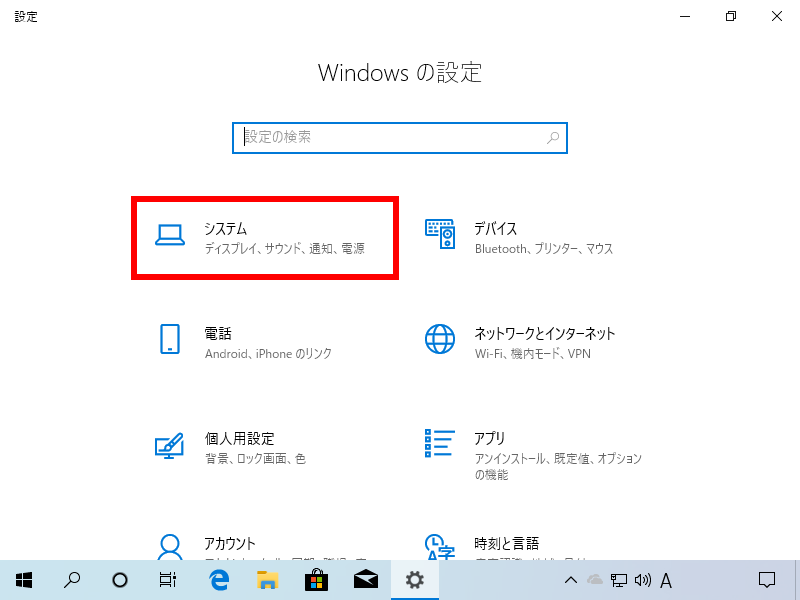 設定
Windows の設定
設定の検索
システム
ディスプレイ、サウンド、通知、電源
デバイス
Bluetooth、プリンター、マウス
電話
Android、iPhone のリンク
ネットワークとインターネット
Wi-Fi、機内モード、VPN
個人用設定
背景、ロック画面、色
アプリ
アンインストール、既定値、オプション
の機能
アカウント
時刻と言語
A